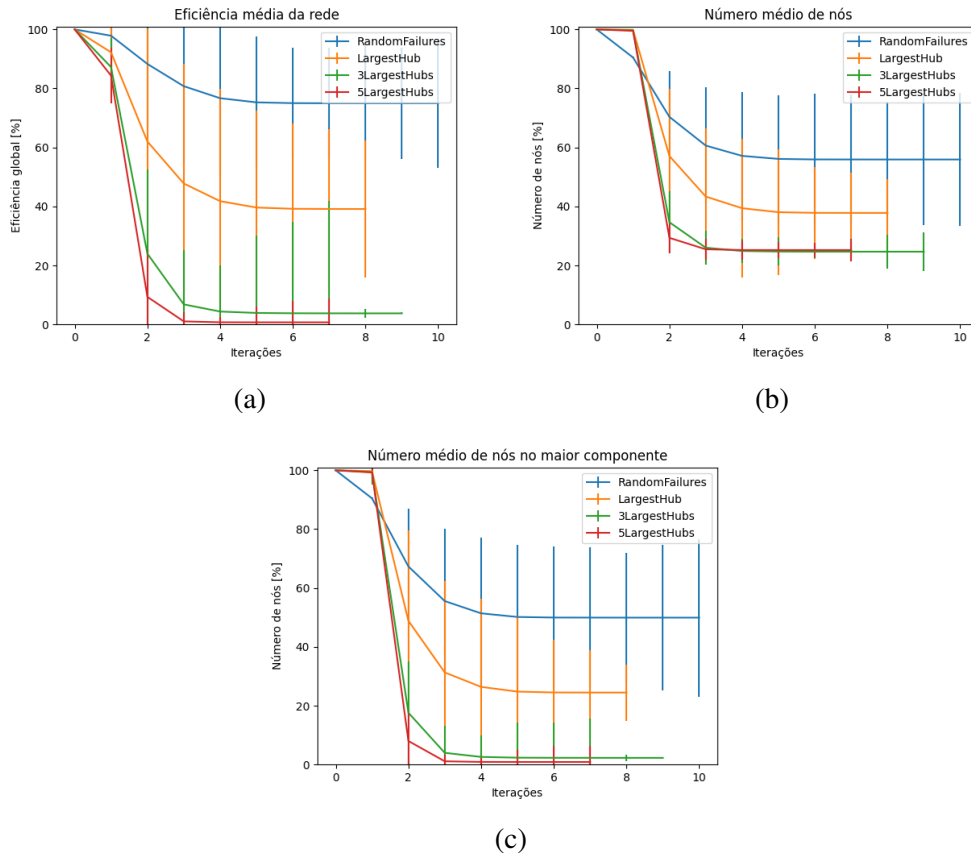 Eficiência média da rede
100
80
60
40
20
0
Eficiência global [%]
RandomFailures
LargestHub
3LargestHubs
5LargestHubs
0 2 4 6 8 10
Iterações
(a)
Número médio de nós
100
80
60
40
20
0
Número de nós [%]
RandomFailures
LargestHub
3LargestHubs
5LargestHubs
0 2 4 6 8 10
Iterações
(b)
Número médio de nós no maior componente
100
80
60
40
20
0
Número de nós [%]
RandomFailures
LargestHub
3LargestHubs
5LargestHubs
0 2 4 6 8 10
Iterações
(c)